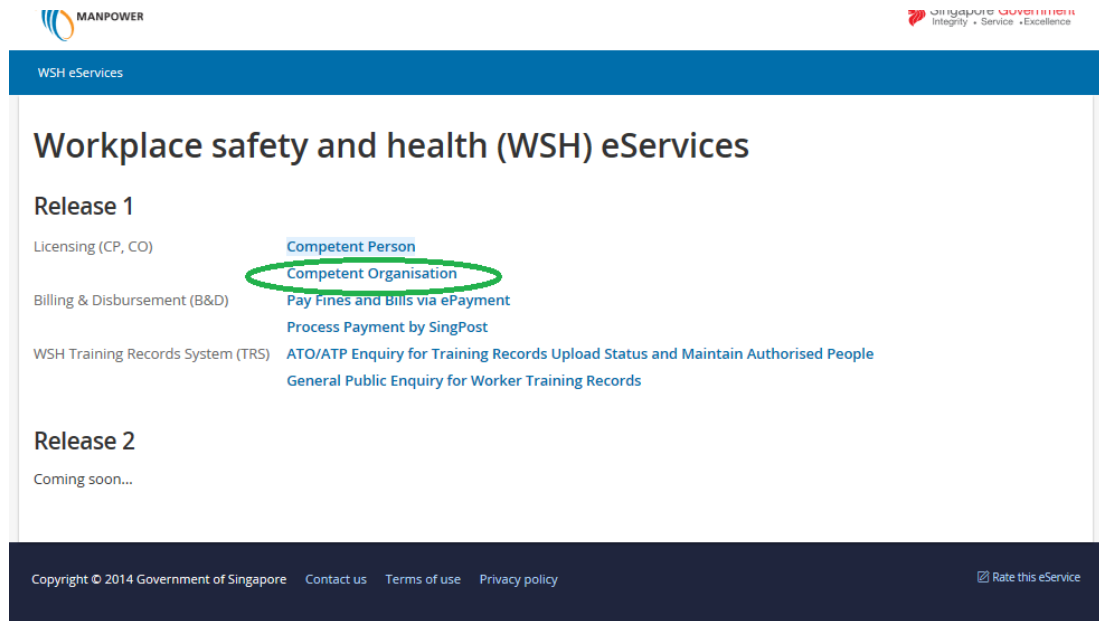 MANPOWER
Singapore Government
Integrity • Service • Excellence
WSH eServices
Workplace safety and health (WSH) eServices
Release 1
Licensing (CP, CO) Competent Person
Competent Organisation
Billing & Disbursement (B&D) Pay Fines and Bills via ePayment
Process Payment by SingPost
WSH Training Records System (TRS) ATO/ATP Enquiry for Training Records Upload Status and Maintain Authorised People
General Public Enquiry for Worker Training Records
Release 2
Coming soon...
Copyright © 2014 Government of Singapore Contact us Terms of use Privacy policy Rate this eService